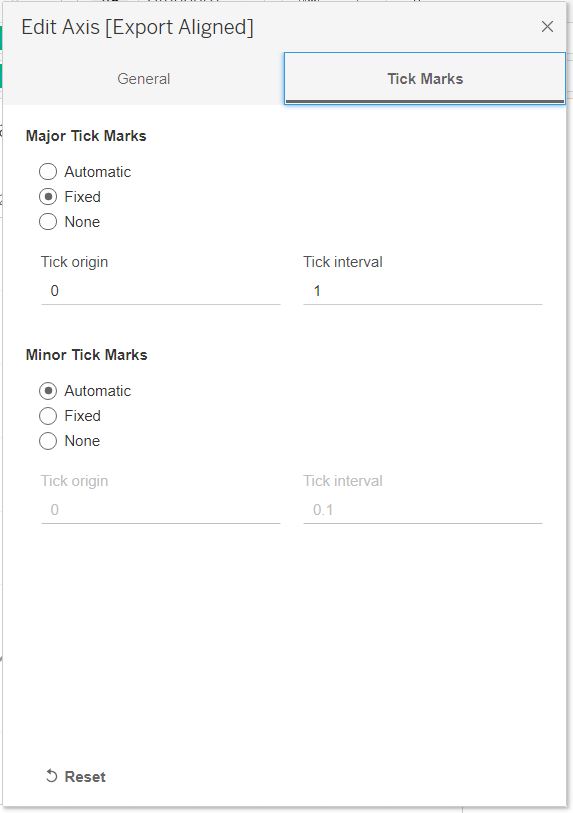 Edit Axis [Export Aligned]
General Tick Marks
Major Tick Marks
Automatic
Fixed
None
Tick origin Tick interval
0 1
Minor Tick Marks
Automatic
Fixed
None
Tick origin Tick interval
0 0.1
Reset